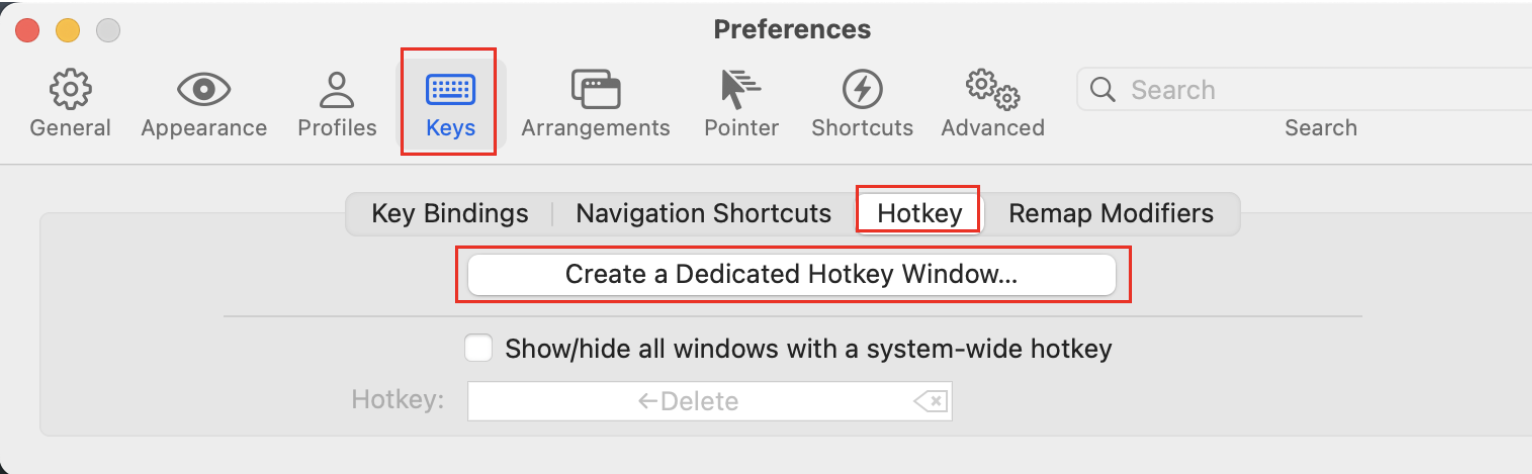 Preferences
General Appearance Profiles Keys Arrangements Pointer Shortcuts Advanced Search
Search
Key Bindings Navigation Shortcuts Hotkey Remap Modifiers
Create a Dedicated Hotkey Window...
Show/hide all windows with a system-wide hotkey
Hotkey: ←Delete